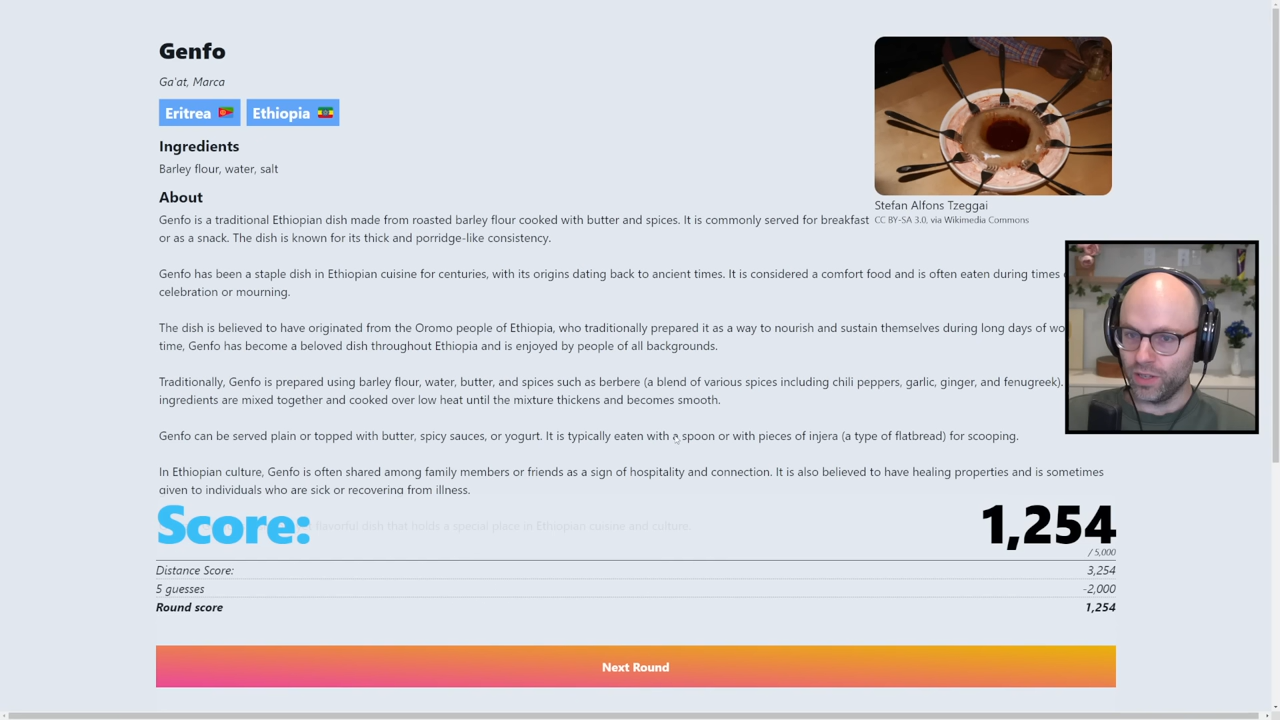 Genfo
Ga'at, Marca
Eritrea
Ethiopia
Ingredients
Barley flour, water, salt
About
Genfo is a traditional Ethiopian dish made from roasted barley flour cooked with butter and spices. It is commonly served for breakfast
or as a snack. The dish is known for its thick and porridge-like consistency.
Stefan Alfons Tzeggai
CC BY-SA 3.0, via Wikimedia Commons
Genfo has been a staple dish in Ethiopian cuisine for centuries, with its origins dating back to ancient times. It is considered a comfort food and is often eaten during times
celebration or mourning.
The dish is believed to have originated from the Oromo people of Ethiopia, who traditionally prepared it as a way to nourish and sustain themselves during long days of
time, Genfo has become a beloved dish throughout Ethiopia and is enjoyed by people of all backgrounds.
Traditionally, Genfo is prepared using barley flour, water, butter, and spices such as berbere (a blend of various spices including chili peppers, garlic, ginger, and fenugreek).
ingredients are mixed together and cooked over low heat until the mixture thickens and becomes smooth.
Genfo can be served plain or topped with butter, spicy sauces, or yogurt. It is typically eaten with a spoon or with pieces of injera (a type of flatbread) for scooping.
In Ethiopian culture, Genfo is often shared among family members or friends as a sign of hospitality and connection. It is also believed to have healing properties and is sometimes
given to individuals who are sick or recovering from illness.
flavorful dish that holds a special place in Ethiopian cuisine and culture.
Score:
1,254
/ 5,000
Distance Score:
3,254
5 guesses
-2,000
Round score
1,254
Next Round